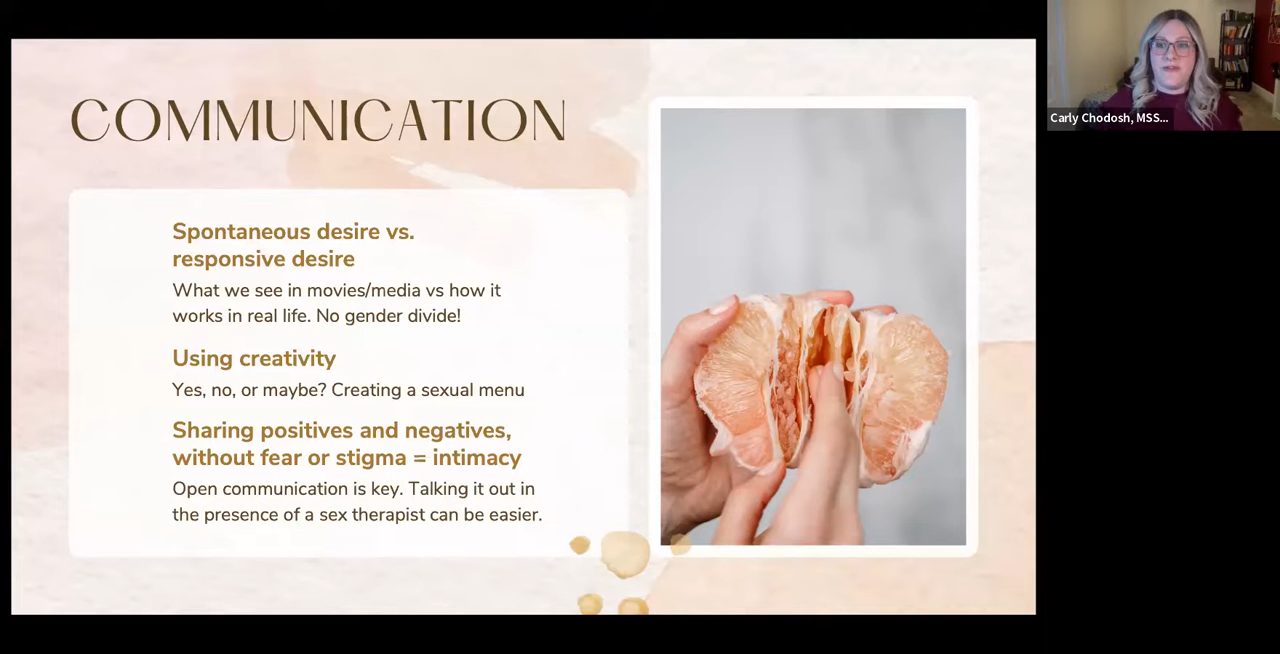 COMMUNICATION
Spontaneous desire vs.
responsive desire
What we see in movies/media vs how it
works in real life. No gender divide!
Using creativity
Yes, no, or maybe? Creating a sexual menu
Sharing positives and negatives,
without fear or stigma = intimacy
Open communication is key. Talking it out in
the presence of a sex therapist can be easier.
Carly Chodosh, MSS...